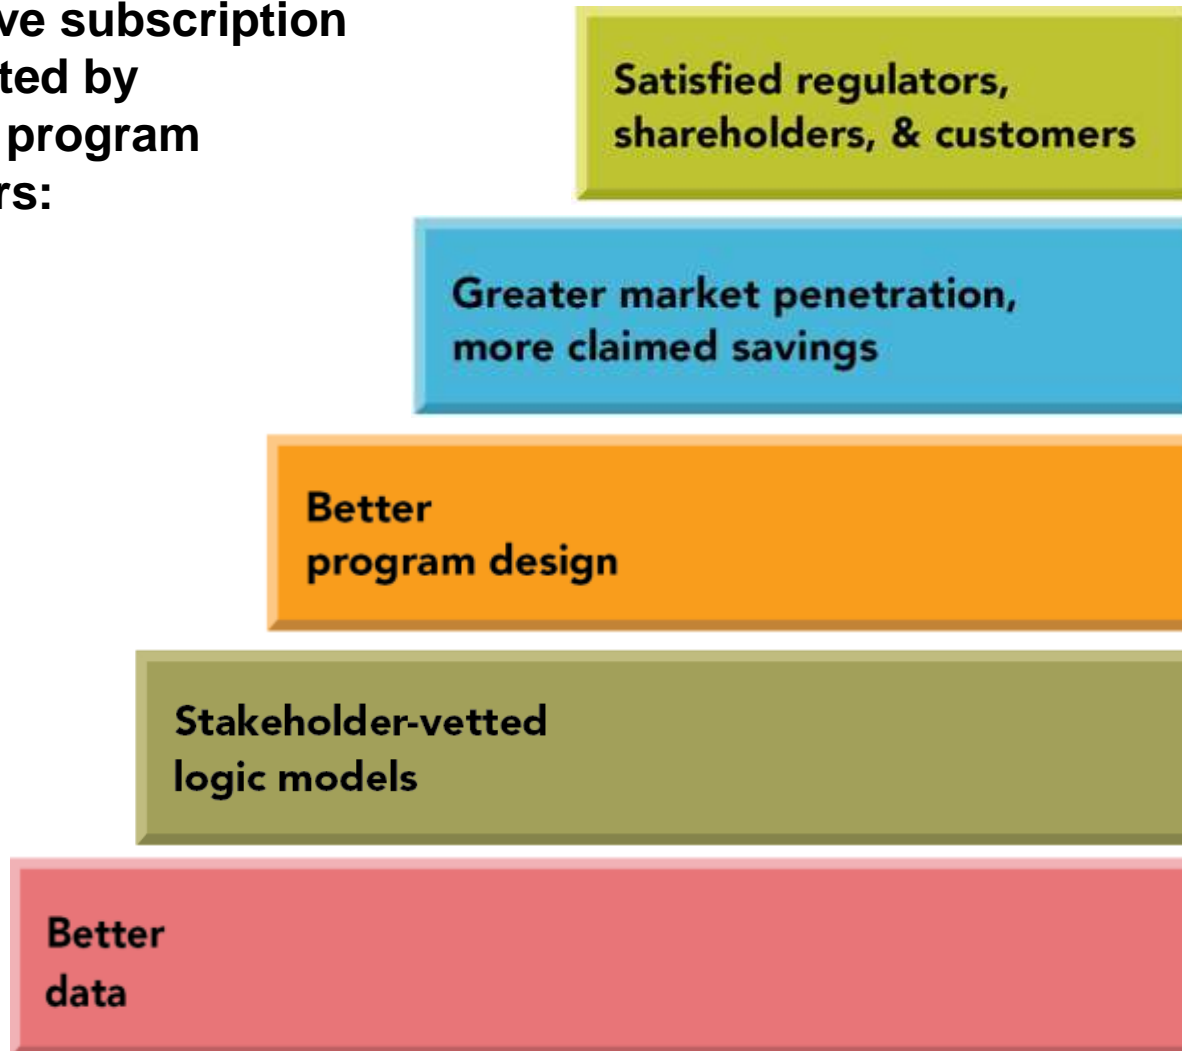 ve subscription
ted by
program
rs:
Satisfied regulators,
shareholders, & customers
Greater market penetration,
more claimed savings
Better
program design
Stakeholder-vetted
logic models
Better
data